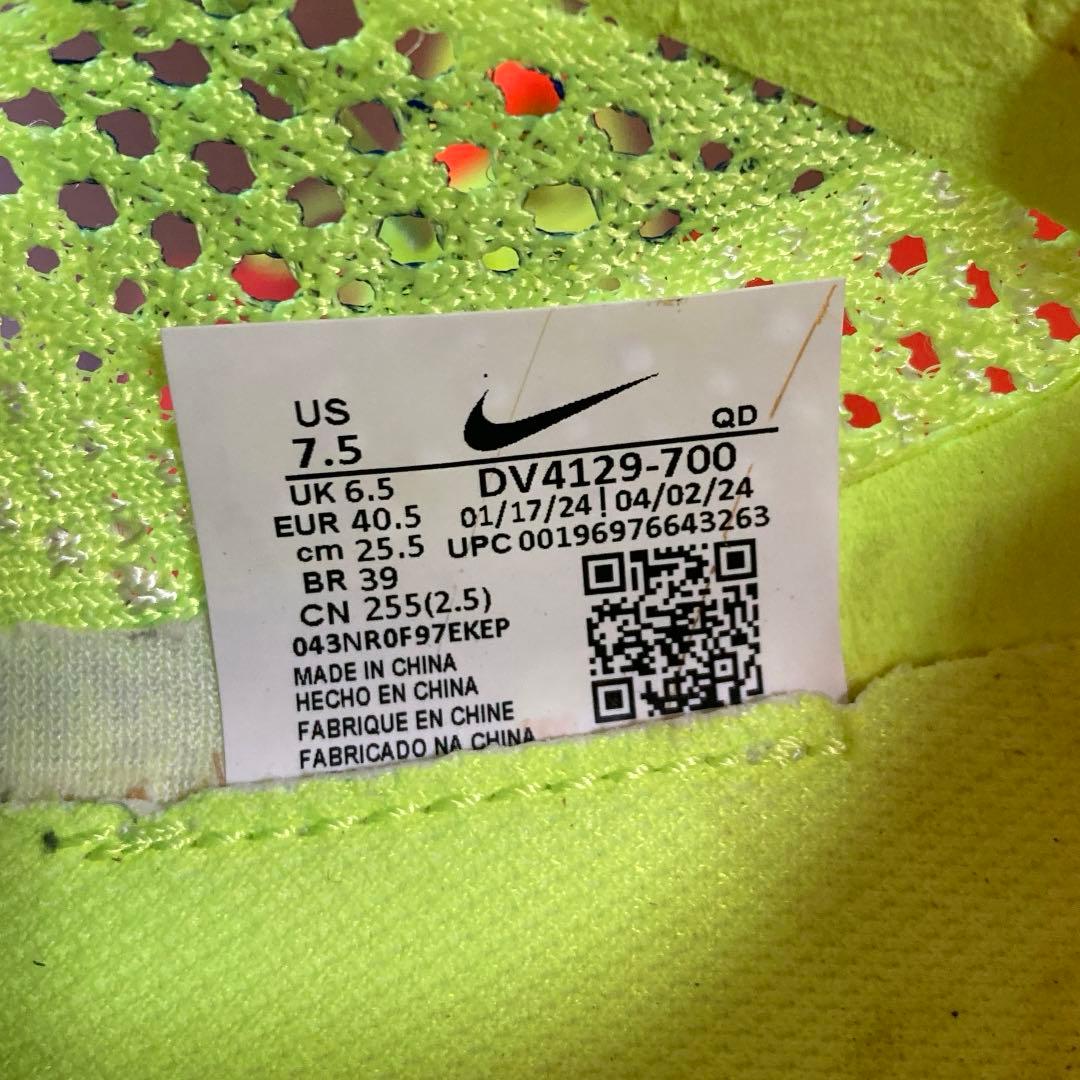 US
7.5
QD
UK 6.5
DV4129-700
EUR 40.5
01/17/24 | 04/02/24
cm 25.5
UPC 00196976643263
BR 39
CN 255(2.5)
043NR0F97EKEP
MADE IN CHINA
HECHO EN CHINA
FABRIQUE EN CHINE
FABRICADO NA CHINA